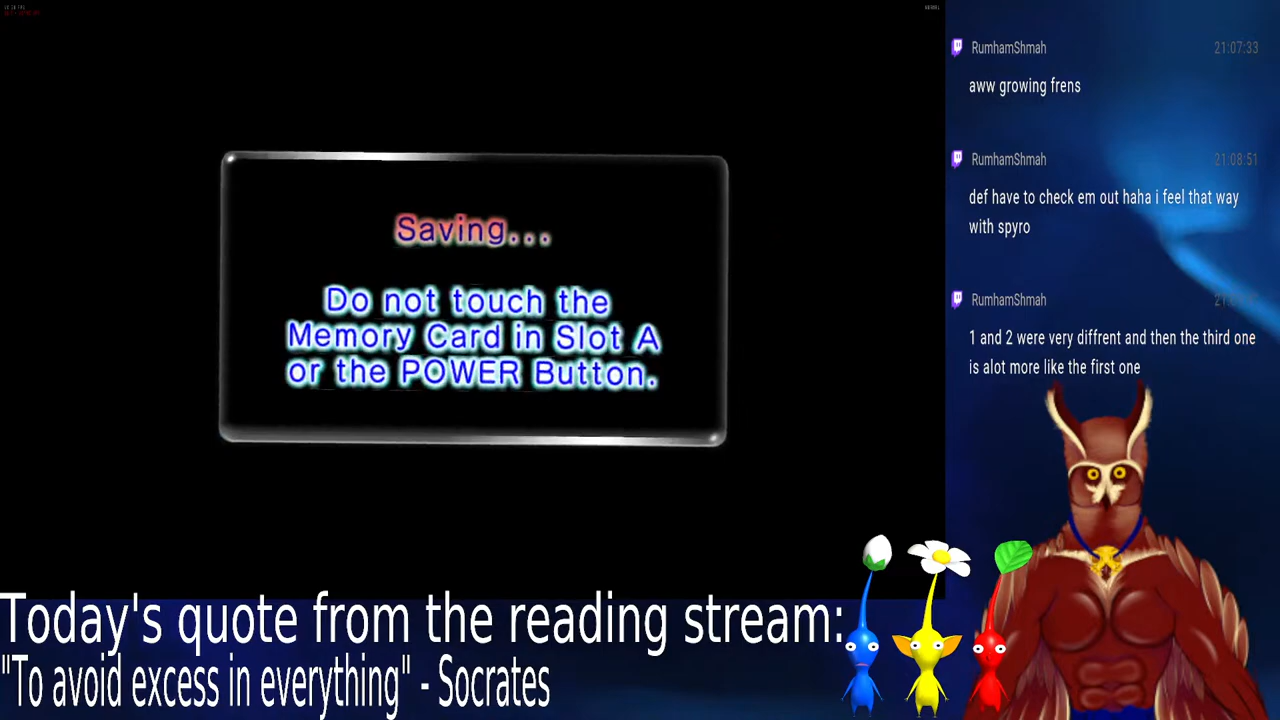 RumhamShmah 21:07:33
aww growing frens
RumhamShmah 21:08:51
def have to check em out haha i feel that way
with spyro
RumhamShmah
1 and 2 were very diffrent and then the third one
is alot more like the first one
Saving...
Do not touch the
Memory Card in Slot A
or the POWER Button.
Today's quote from the reading stream:
"To avoid excess in everything" - Socrates